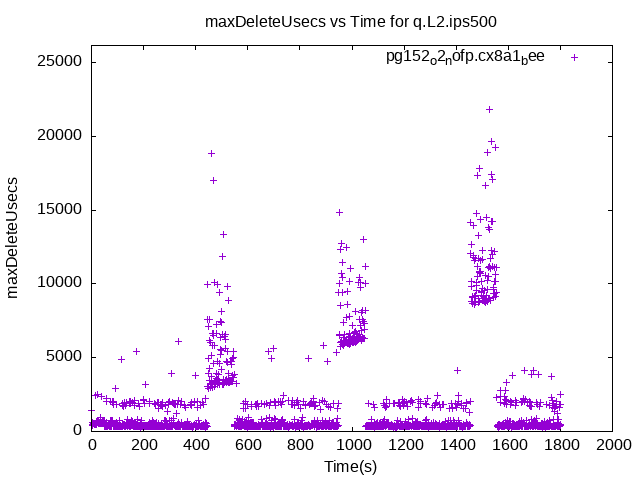 maxDeleteUsecs vs Time for q.L2.ips500
pg152o2nofp.cx8a1bee
25000
20000
15000
10000
5000
0
maxDeleteUsecs
0 200 400 600 800 1000 1200 1400 1600 1800 2000
Time(s)